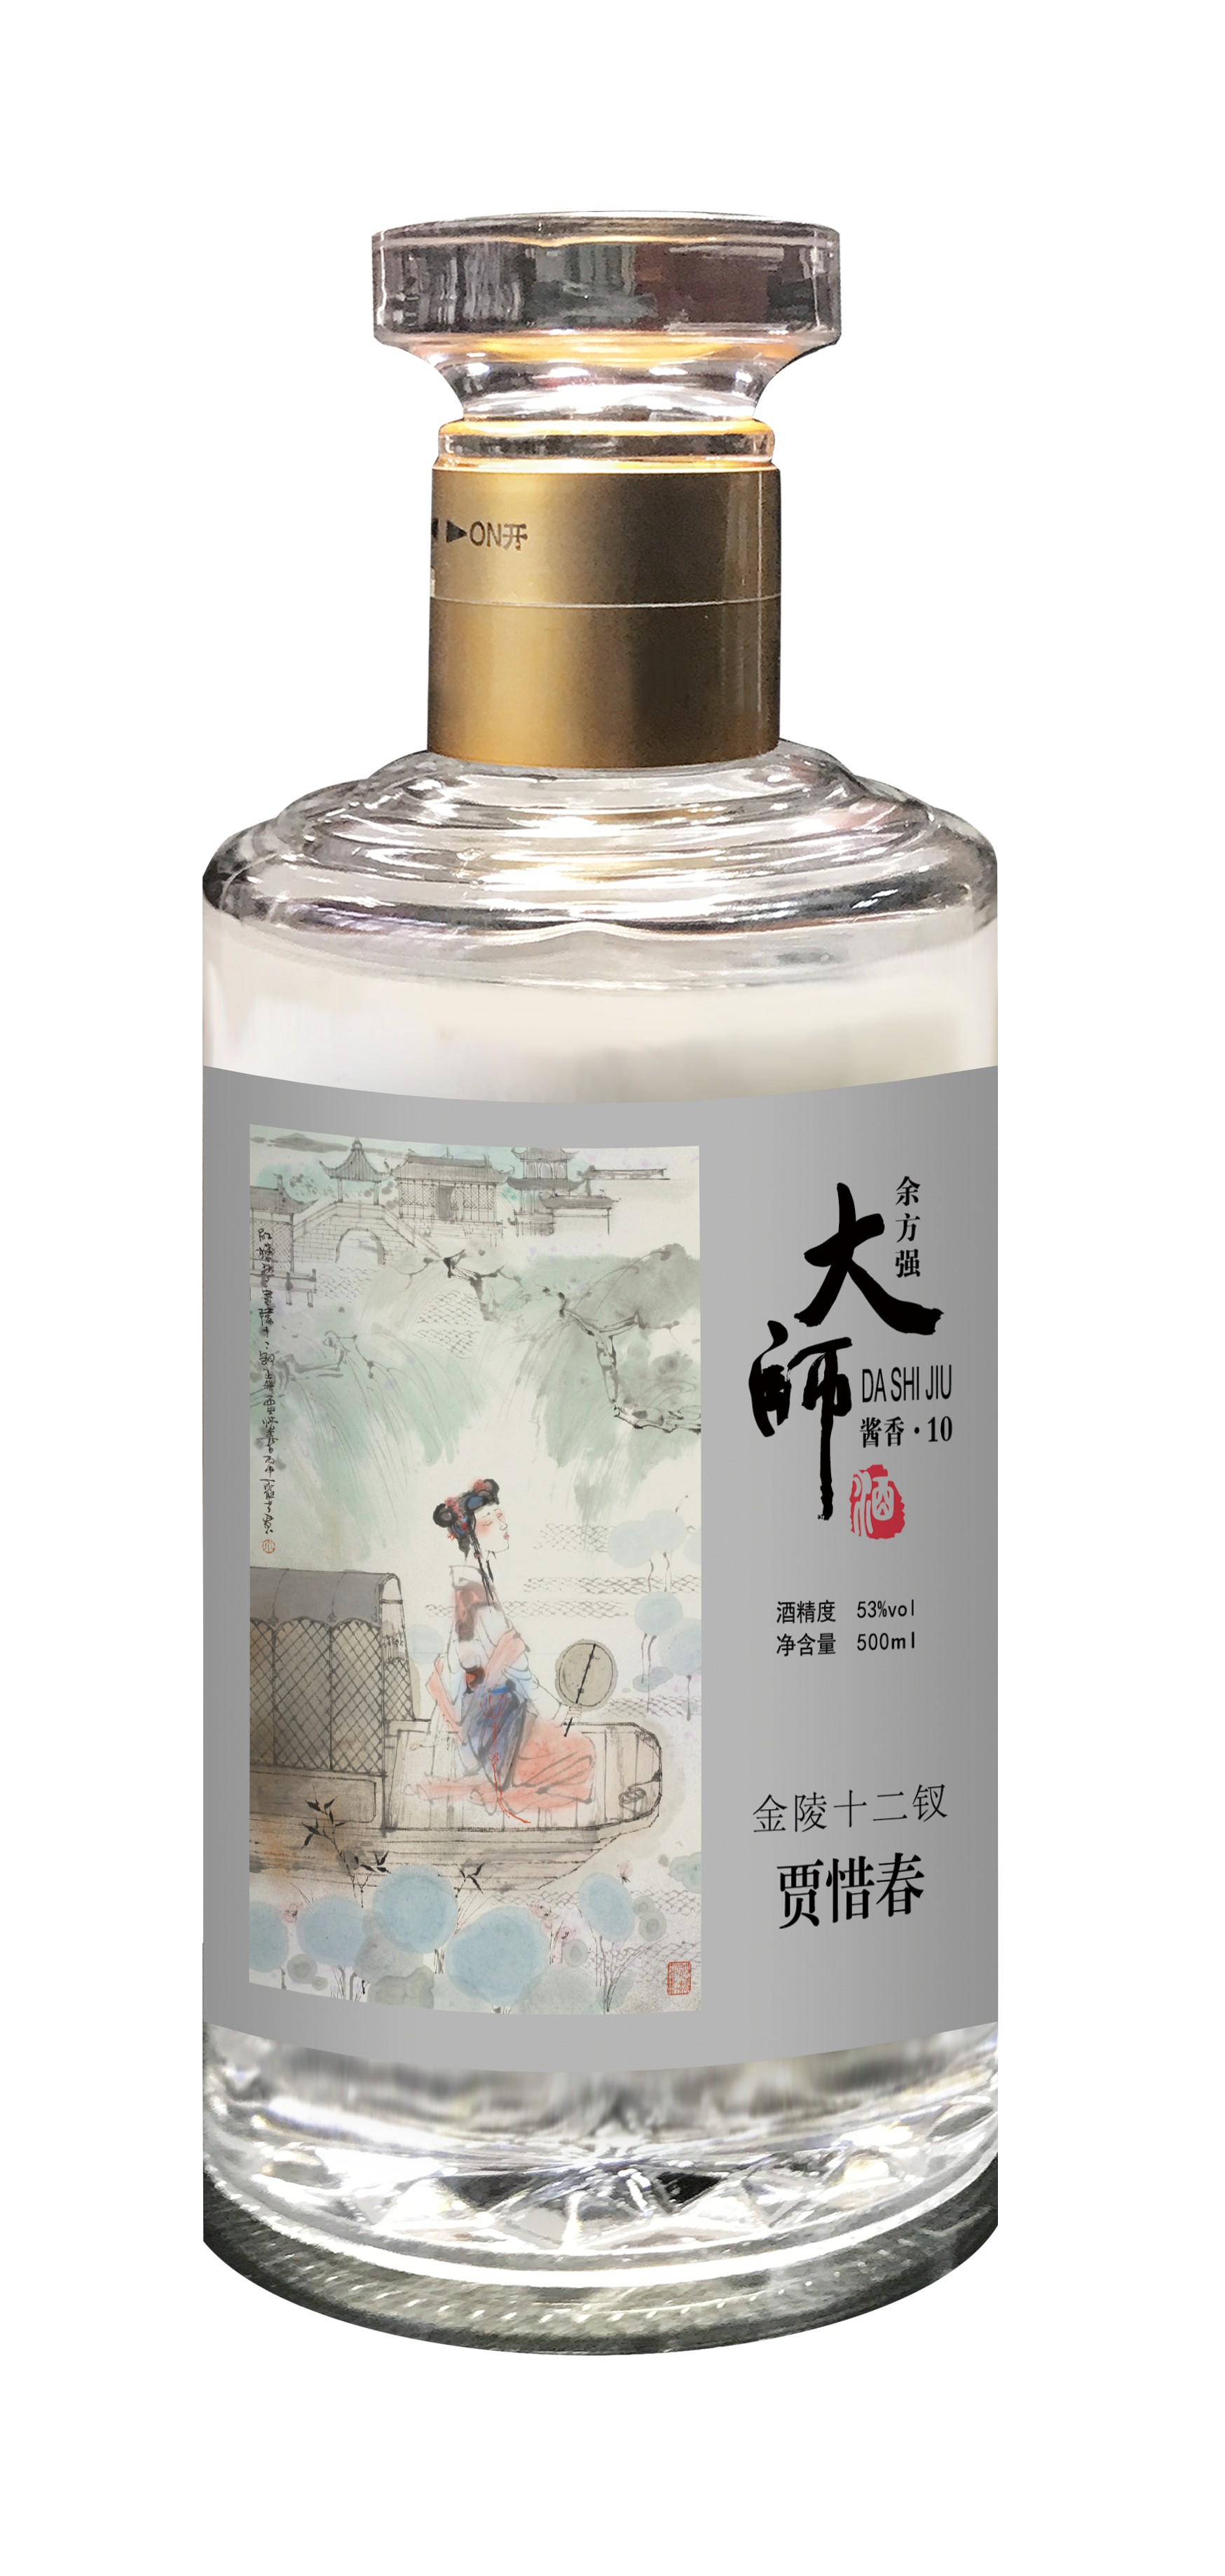 ▶ON开
余方强
大師
DA SHI JIU
酱香·10
酒
酒精度 53%vol
净含量 500ml
金陵十二钗
贾惜春